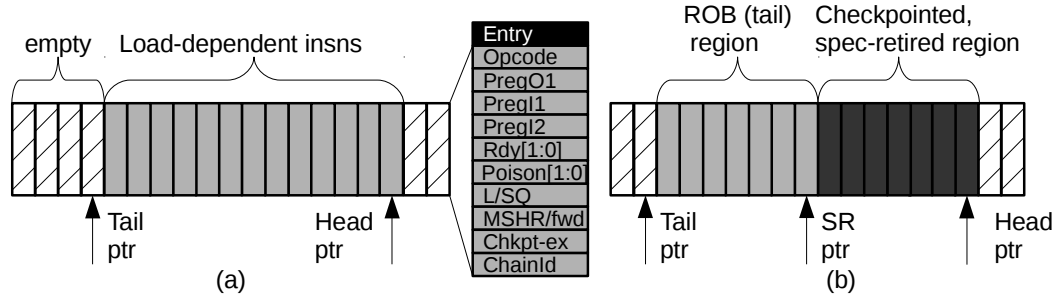 empty
Load-dependent insns
Entry
Opcode
PregO1
PregI1
PregI2
Rdy[1:0]
Poison[1:0]
L/SQ
MSHR/fwd
Chkpt-ex
ChainId
Tail
ptr
Head
ptr
(a)
ROB (tail)
region
Checkpointed,
spec-retired region
Tail
ptr
SR
ptr
Head
ptr
(b)